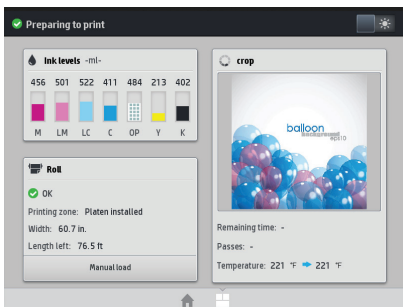 Preparing to print
Ink levels -ml-
456 501 522 411 484 213 402
M LM LC C OP Y K
Roll
OK
Printing zone: Platen installed
Width: 60.7 in.
Length left: 76.5 ft
Manual load
crop
balloon
background
eps10
Remaining time: -
Passes: -
Temperature: 221 °F 221 °F